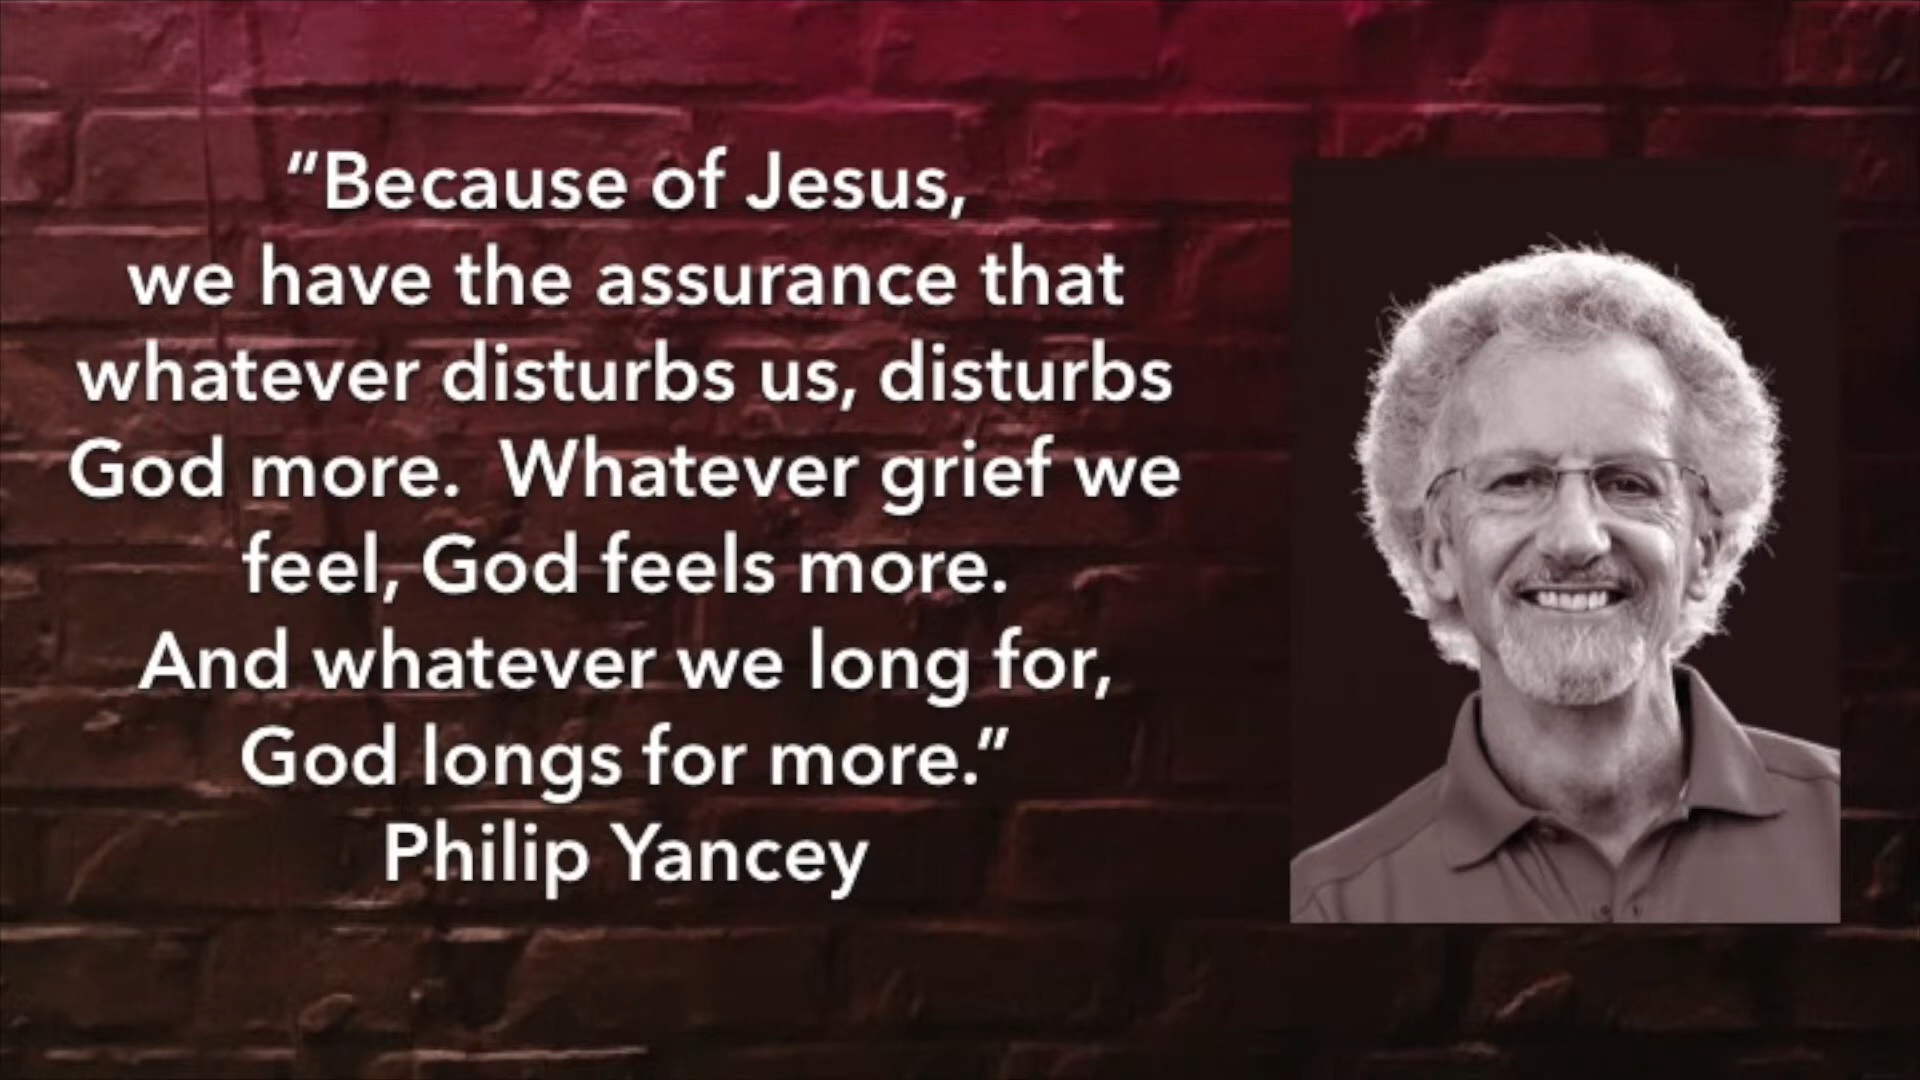 “Because of Jesus,
we have the assurance that
whatever disturbs us, disturbs
God more.  Whatever grief we
feel, God feels more.
And whatever we long for,
God longs for more.”
Philip Yancey